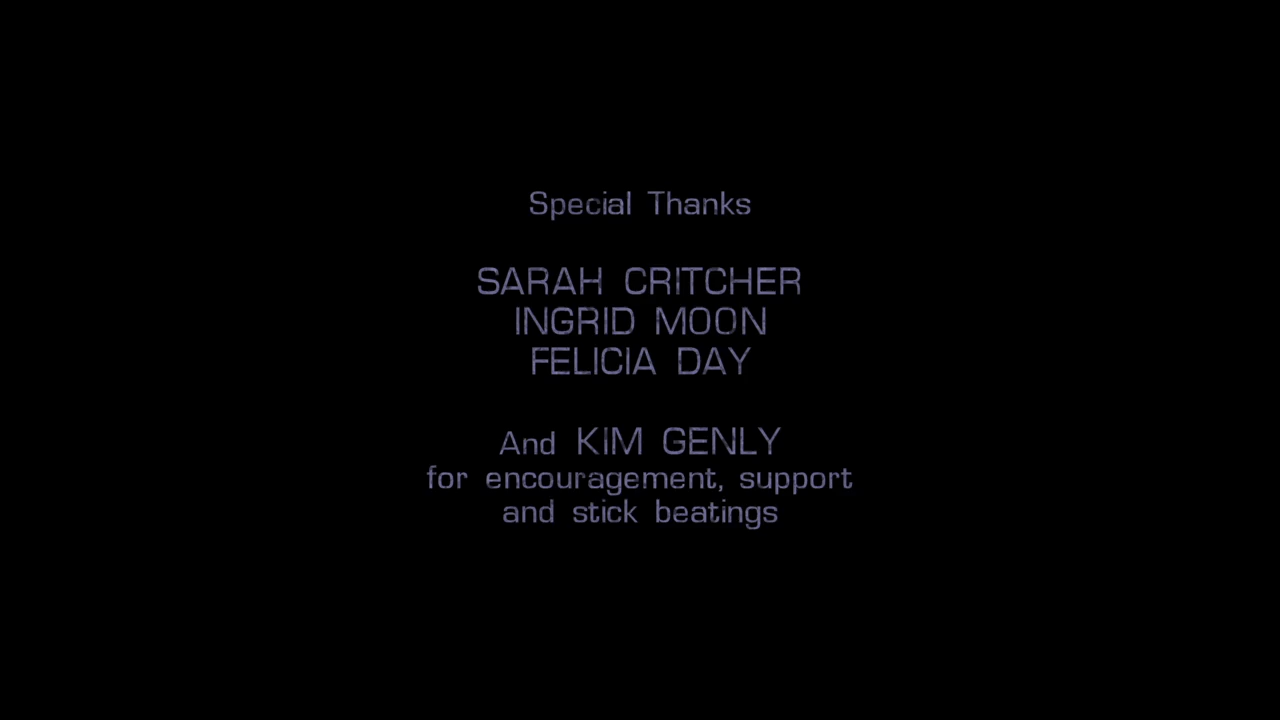 Special Thanks
SARAH CRITCHER
INGRID MOON
FELICIA DAY
And KIM GENLY
for encouragement, support
and stick beatings